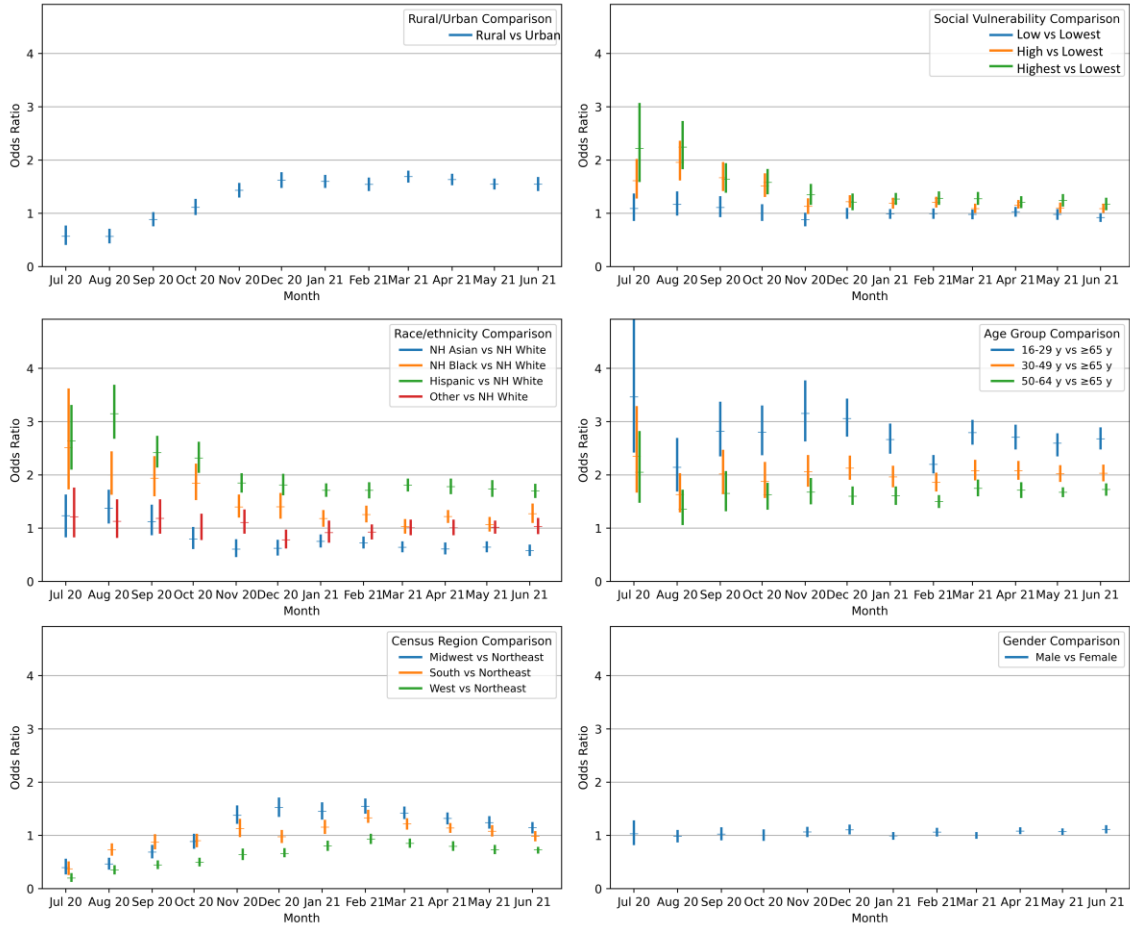 Rural/Urban Comparison
Rural vs Urban
4
3
2
1
0
Odds Ratio
Jul 20 Aug 20 Sep 20 Oct 20 Nov 20 Dec 20 Jan 21 Feb 21 Mar 21 Apr 21 May 21 Jun 21
Month
Social Vulnerability Comparison
Low vs Lowest
High vs Lowest
Highest vs Lowest
4
3
2
1
0
Odds Ratio
Jul 20 Aug 20 Sep 20 Oct 20 Nov 20 Dec 20 Jan 21 Feb 21 Mar 21 Apr 21 May 21 Jun 21
Month
Race/ethnicity Comparison
NH Asian vs NH White
NH Black vs NH White
Hispanic vs NH White
Other vs NH White
4
3
2
1
0
Odds Ratio
Jul 20 Aug 20 Sep 20 Oct 20 Nov 20 Dec 20 Jan 21 Feb 21 Mar 21 Apr 21 May 21 Jun 21
Month
Age Group Comparison
16-29 y vs ≥65 y
30-49 y vs ≥65 y
50-64 y vs ≥65 y
4
3
2
1
0
Odds Ratio
Jul 20 Aug 20 Sep 20 Oct 20 Nov 20 Dec 20 Jan 21 Feb 21 Mar 21 Apr 21 May 21 Jun 21
Month
Census Region Comparison
Midwest vs Northeast
South vs Northeast
West vs Northeast
4
3
2
1
0
Odds Ratio
Jul 20 Aug 20 Sep 20 Oct 20 Nov 20 Dec 20 Jan 21 Feb 21 Mar 21 Apr 21 May 21 Jun 21
Month
Gender Comparison
Male vs Female
4
3
2
1
0
Odds Ratio
Jul 20 Aug 20 Sep 20 Oct 20 Nov 20 Dec 20 Jan 21 Feb 21 Mar 21 Apr 21 May 21 Jun 21
Month